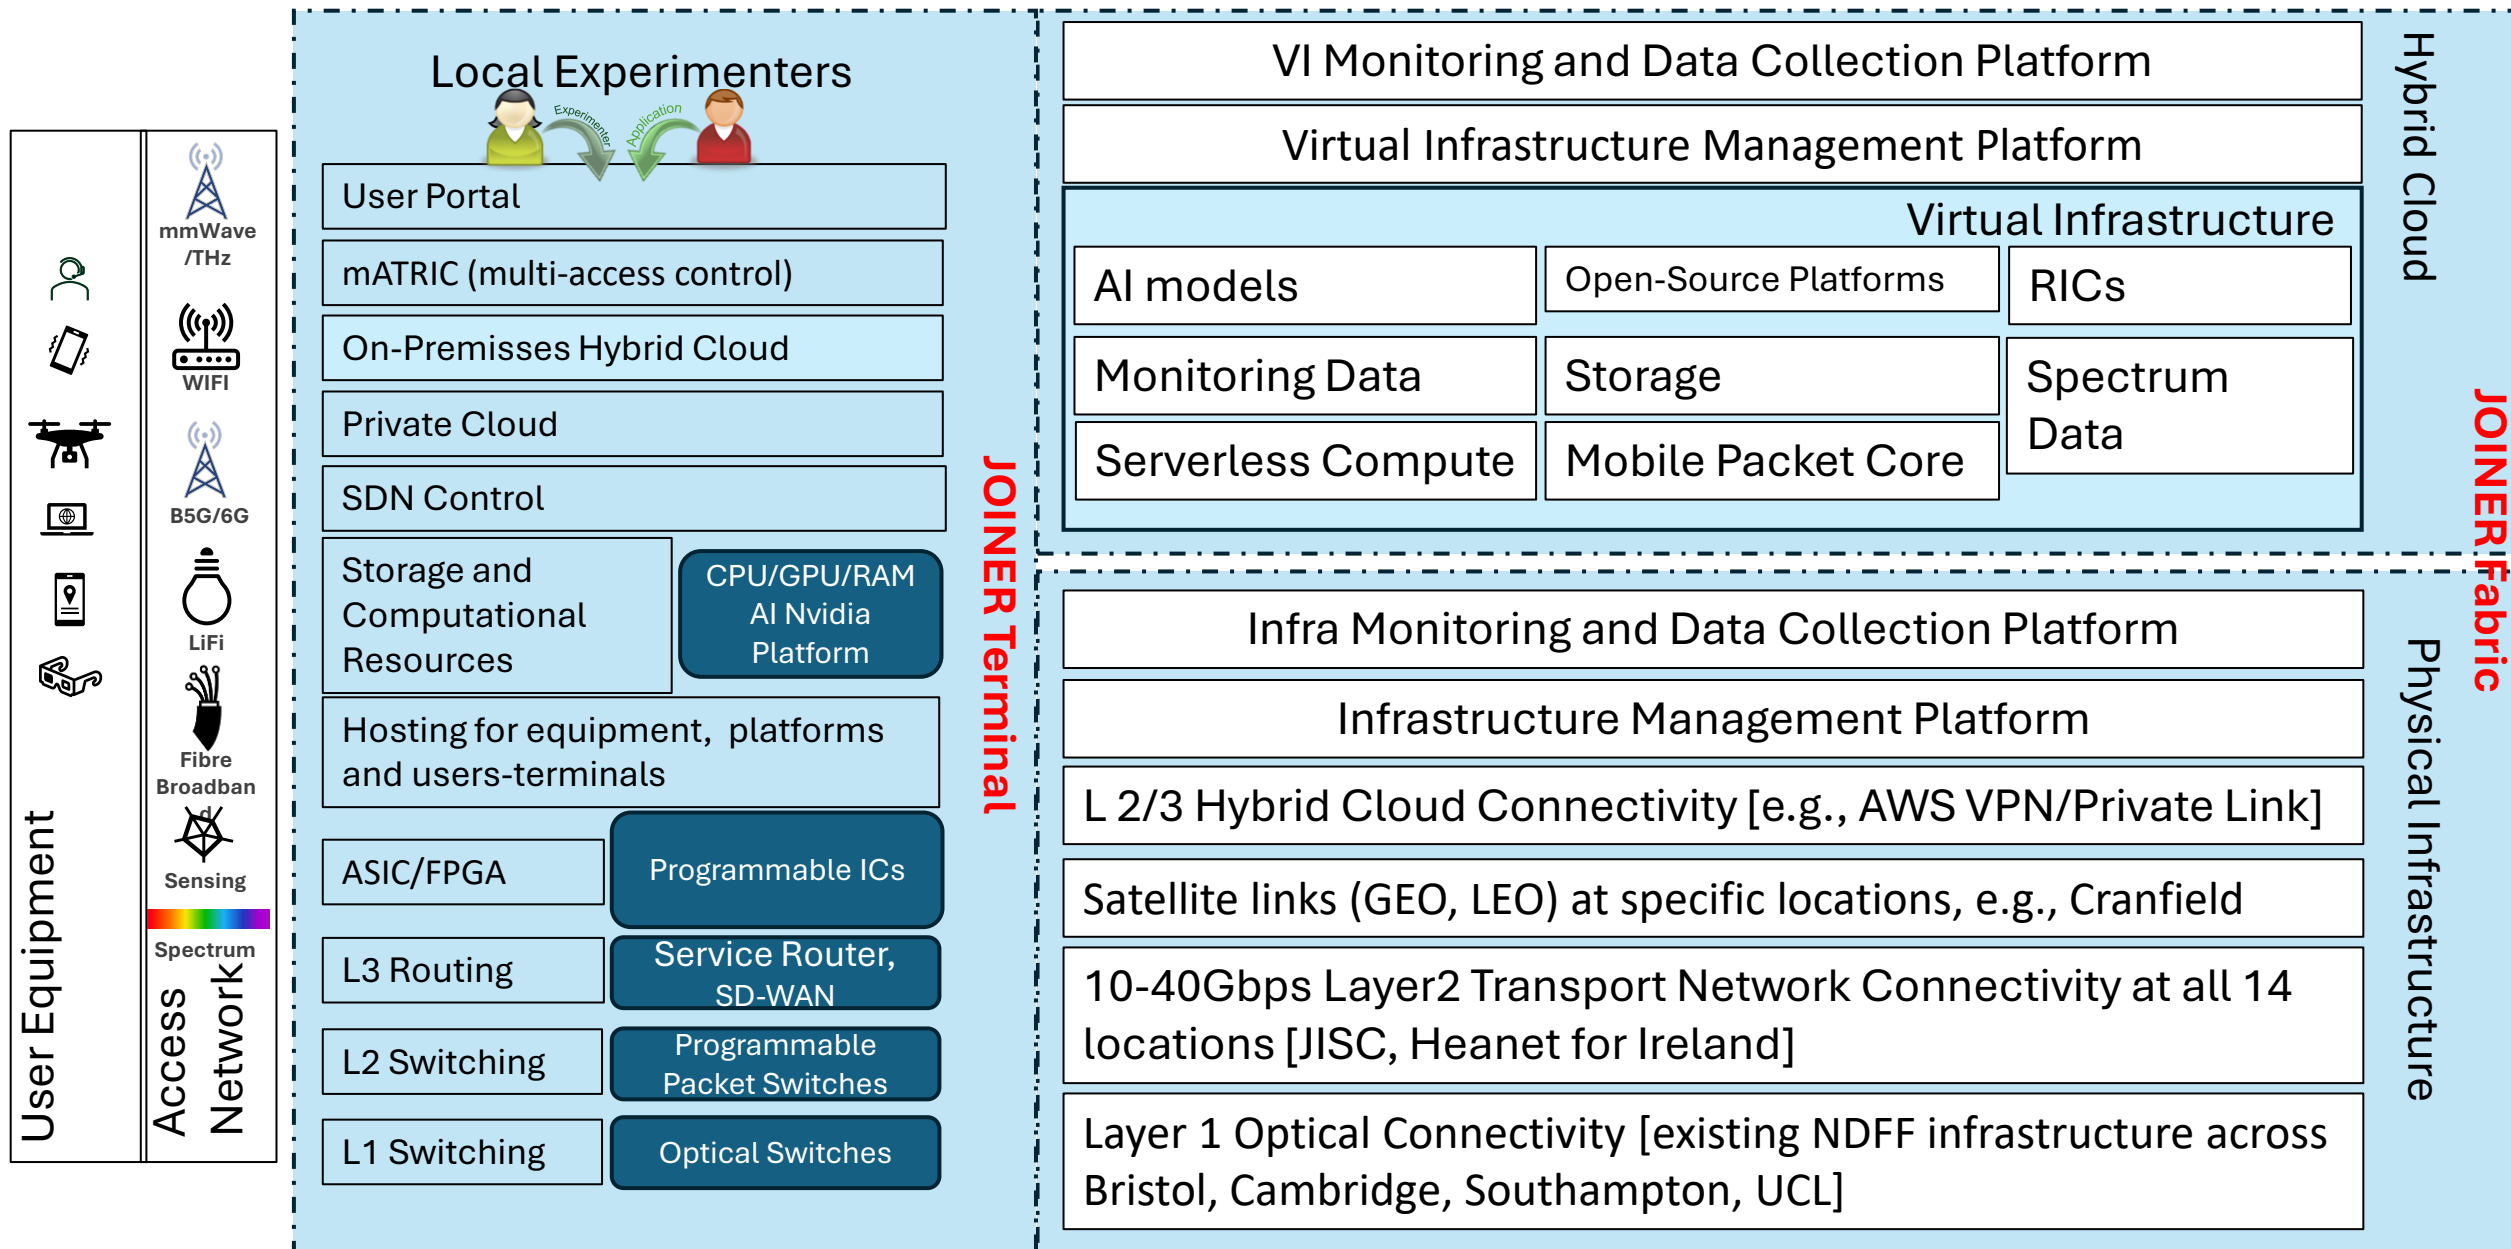 User Equipment
mmWave
/THz
WIFI
B5G/6G
LiFi
Fibre
Broadban
d
Sensing
Spectrum
Access
Network
Local Experimenters
Experimenter
Application
User Portal
mATRIC (multi-access control)
On-Premisses Hybrid Cloud
Private Cloud
SDN Control
Storage and
Computational
Resources
CPU/GPU/RAM
AI Nvidia
Platform
Hosting for equipment, platforms
and users-terminals
ASIC/FPGA
Programmable ICs
L3 Routing
Service Router,
SD-WAN
L2 Switching
Programmable
Packet Switches
L1 Switching
Optical Switches
JOINER Terminal
VI Monitoring and Data Collection Platform
Virtual Infrastructure Management Platform
Virtual Infrastructure
AI models
Open-Source Platforms
RICs
Monitoring Data
Storage
Spectrum
Data
Serverless Compute
Mobile Packet Core
Hybrid Cloud
Infra Monitoring and Data Collection Platform
Infrastructure Management Platform
L 2/3 Hybrid Cloud Connectivity [e.g., AWS VPN/Private Link]
Satellite links (GEO, LEO) at specific locations, e.g., Cranfield
10-40Gbps Layer2 Transport Network Connectivity at all 14
locations [JISC, Heanet for Ireland]
Layer 1 Optical Connectivity [existing NDFF infrastructure across
Bristol, Cambridge, Southampton, UCL]
Physical Infrastructure
JOINER Fabric